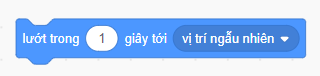 lướt trong 1 giây tới vị trí ngẫu nhiên